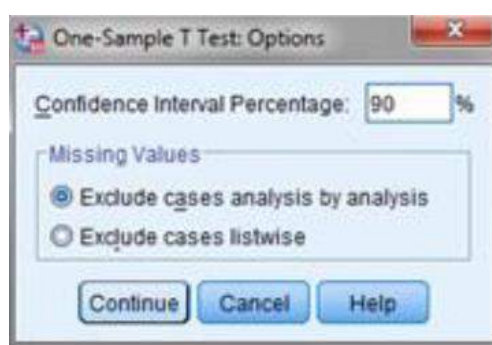 One-Sample T Test: Options
Confidence Interval Percentage: 90 %
Missing Values
Exclude cases analysis by analysis
Exclude cases listwise
Continue Cancel Help